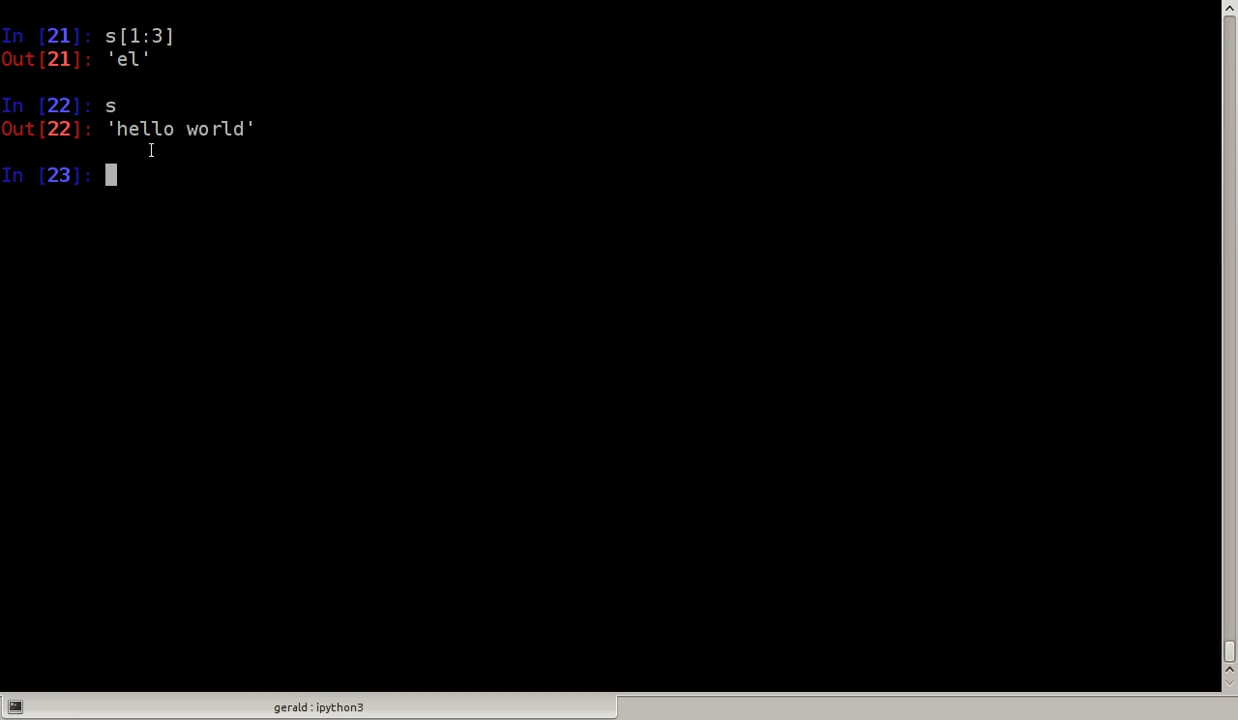 In [21]: s[1:3]
Out[21]: 'el'
In [22]: s
Out[22]: 'hello world'
In [23]:
gerald : ipython3